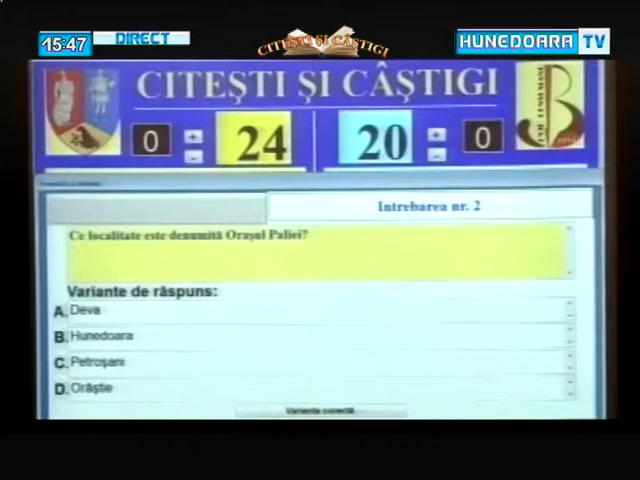 15:47
DIRECT
CITEŞTI ŞI CÂŞTIGI
HUNEDOARA TV
CITEŞTI ŞI CÂŞTIGI
0 + - 24 20 + - 0
Intrebarea nr. 2
Ce localitate este denumită Oraşul Paliei?
Variante de răspuns:
A. Deva
B. Hunedoara
C. Petroşani
D. Orăştie
Varianta corectă